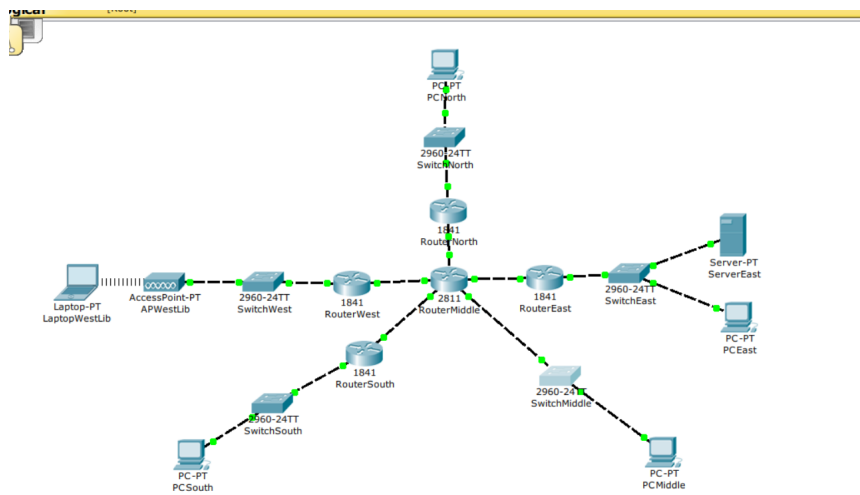 PC-PT
PCNorth
2960-24TT
SwitchNorth
1841
RouterNorth
Server-PT
ServerEast
Laptop-PT
LaptopWestLib
AccessPoint-PT
APWestLib
2960-24TT
SwitchWest
1841
RouterWest
2811
RouterMiddle
1841
RouterEast
2960-24TT
SwitchEast
PC-PT
PCEast
1841
RouterSouth
2960-24TT
SwitchSouth
2960-24TT
SwitchMiddle
PC-PT
PCSouth
PC-PT
PCMiddle